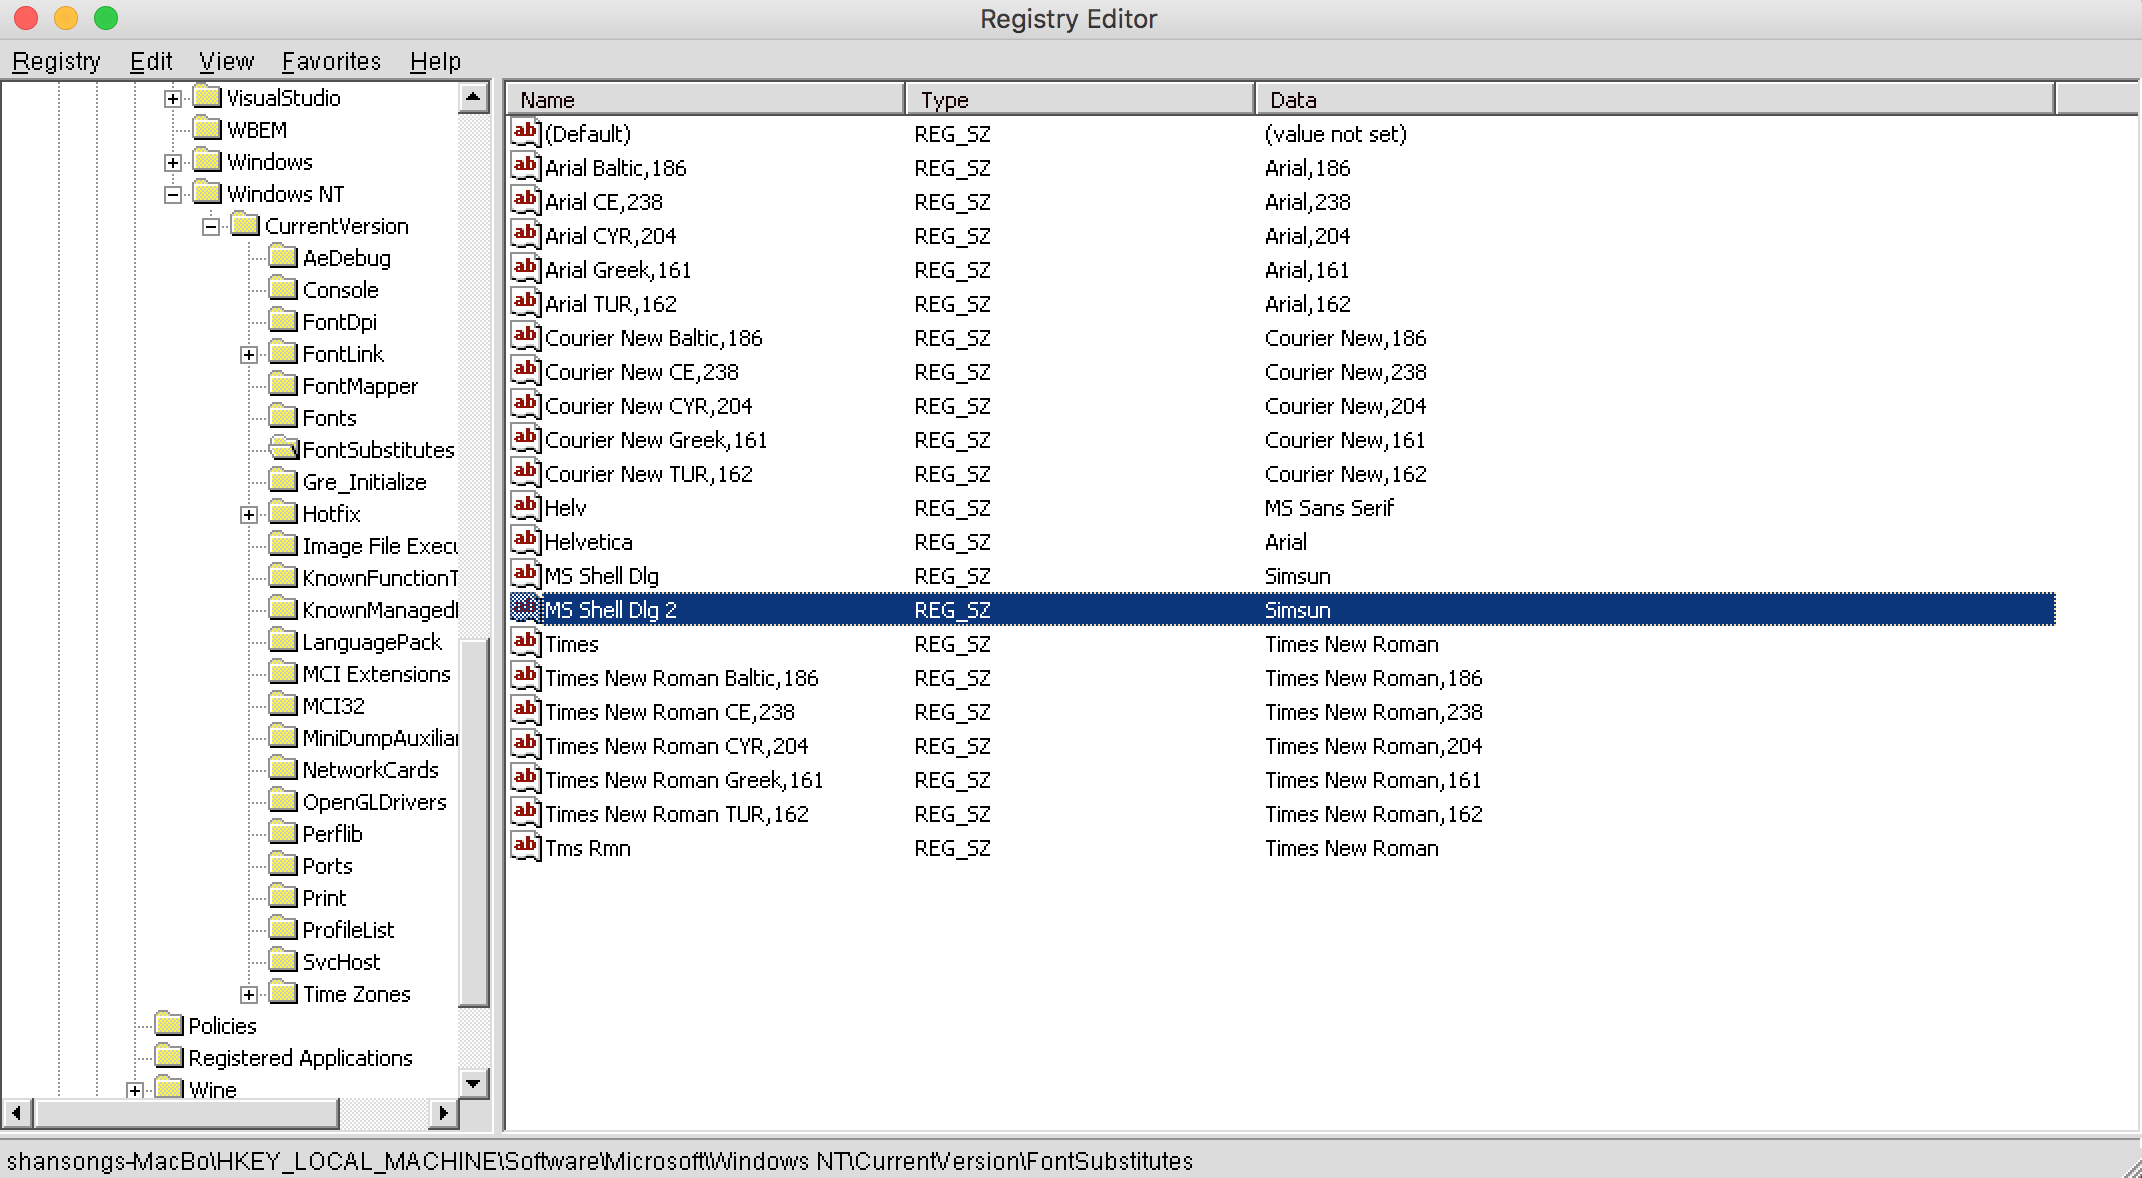 Registry Editor
Registry Edit View Favorites Help
VisualStudio
WBEM
Windows
Windows NT
CurrentVersion
AeDebug
Console
FontDpi
FontLink
FontMapper
Fonts
FontSubstitutes
Gre_Initialize
Hotfix
Image File Execu
KnownFunctionT
KnownManagedI
LanguagePack
MCI Extensions
MCI32
MiniDumpAuxiliar
NetworkCards
OpenGLDrivers
Perflib
Ports
Print
ProfileList
SvcHost
Time Zones
Policies
Registered Applications
Wine
Name Type Data
(Default) REG_SZ (value not set)
Arial Baltic,186 REG_SZ Arial,186
Arial CE,238 REG_SZ Arial,238
Arial CYR,204 REG_SZ Arial,204
Arial Greek,161 REG_SZ Arial,161
Arial TUR,162 REG_SZ Arial,162
Courier New Baltic,186 REG_SZ Courier New,186
Courier New CE,238 REG_SZ Courier New,238
Courier New CYR,204 REG_SZ Courier New,204
Courier New Greek,161 REG_SZ Courier New,161
Courier New TUR,162 REG_SZ Courier New,162
Helv REG_SZ MS Sans Serif
Helvetica REG_SZ Arial
MS Shell Dlg REG_SZ Simsun
MS Shell Dlg 2 REG_SZ Simsun
Times REG_SZ Times New Roman
Times New Roman Baltic,186 REG_SZ Times New Roman,186
Times New Roman CE,238 REG_SZ Times New Roman,238
Times New Roman CYR,204 REG_SZ Times New Roman,204
Times New Roman Greek,161 REG_SZ Times New Roman,161
Times New Roman TUR,162 REG_SZ Times New Roman,162
Tms Rmn REG_SZ Times New Roman
shansongs-MacBo\HKEY_LOCAL_MACHINE\Software\Microsoft\Windows NT\CurrentVersion\FontSubstitutes